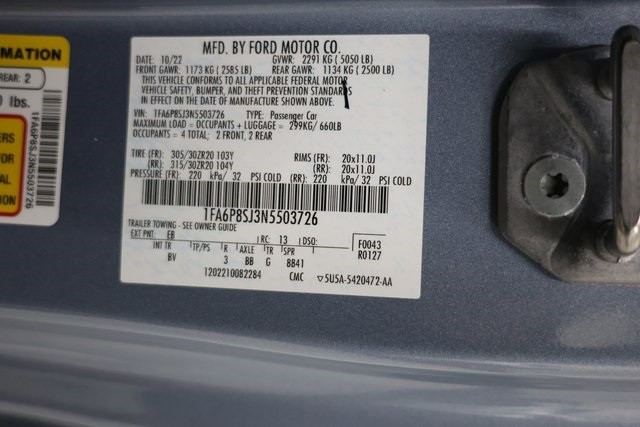 MFD. BY FORD MOTOR CO.
DATE: 10/22 GVWR: 2291 KG ( 5050 LB)
FRONT GAWR: 1173 KG ( 2585 LB) REAR GAWR: 1134 KG ( 2500 LB)
THIS VEHICLE CONFORMS TO ALL APPLICABLE FEDERAL MOTOR
VEHICLE SAFETY, BUMPER, AND THEFT PREVENTION STANDARDS
IN EFFECT ON THE DATE OF MANUFACTURE SHOWN ABOVE.
VIN: 1FA6P8SJ3N5503726 TYPE: Passenger Car
MAXIMUM LOAD = OCCUPANTS + LUGGAGE = 299KG/ 660LB
OCCUPANTS = 4 TOTAL; 2 FRONT, 2 REAR
TIRE (FR): 305/30ZR20 103Y RIMS (FR): 20x11.0J
(RR): 315/30ZR20 104Y (RR): 20x11.0J
PRESSURE (FR): 220 kPa/ 32 PSI COLD (RR): 220 kPa/ 32 PSI COLD
1FA6P8SJ3N5503726
TRAILER TOWING - SEE OWNER GUIDE
EXT PNT: EB RC: 13 DSO: F0043
INT TR TP/PS R AXLE TR SPR R0127
BV 3 BB G BB41
1202210082284 CMC 5U5A-5420472-AA
RMATION
REAR: 2
0 lbs.
ERS
1FA6P8SJ3N5503726